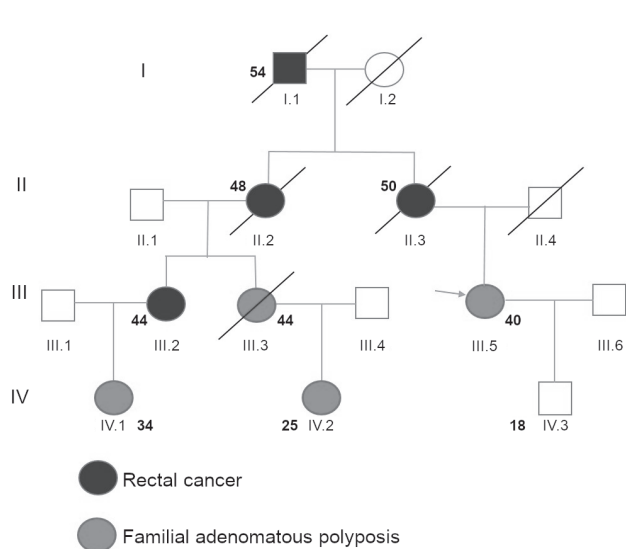 I
54
I.1 I.2
II
48 50
II.1 II.2 II.3 II.4
III
44 44 40
III.1 III.2 III.3 III.4 III.5 III.6
IV
IV.1 34 25 IV.2 18 IV.3
Rectal cancer
Familial adenomatous polyposis